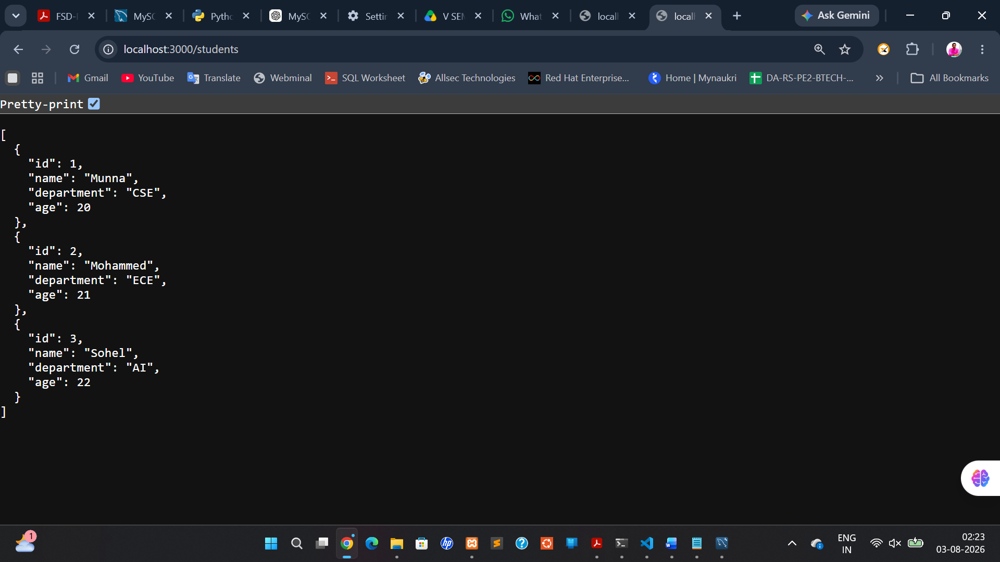 FSD-
MySC
Pytho
MySC
Settin
V SEM
What
locall
locall
Ask Gemini
localhost:3000/students
Gmail
YouTube
Translate
Webminal
SQL Worksheet
Allsec Technologies
Red Hat Enterprise...
Home | Mynaukri
DA-RS-PE2-BTECH-...
All Bookmarks
Pretty-print
[
  {
    "id": 1,
    "name": "Munna",
    "department": "CSE",
    "age": 20
  },
  {
    "id": 2,
    "name": "Mohammed",
    "department": "ECE",
    "age": 21
  },
  {
    "id": 3,
    "name": "Sohel",
    "department": "AI",
    "age": 22
  }
]
1
ENG
IN
02:23
03-08-2026